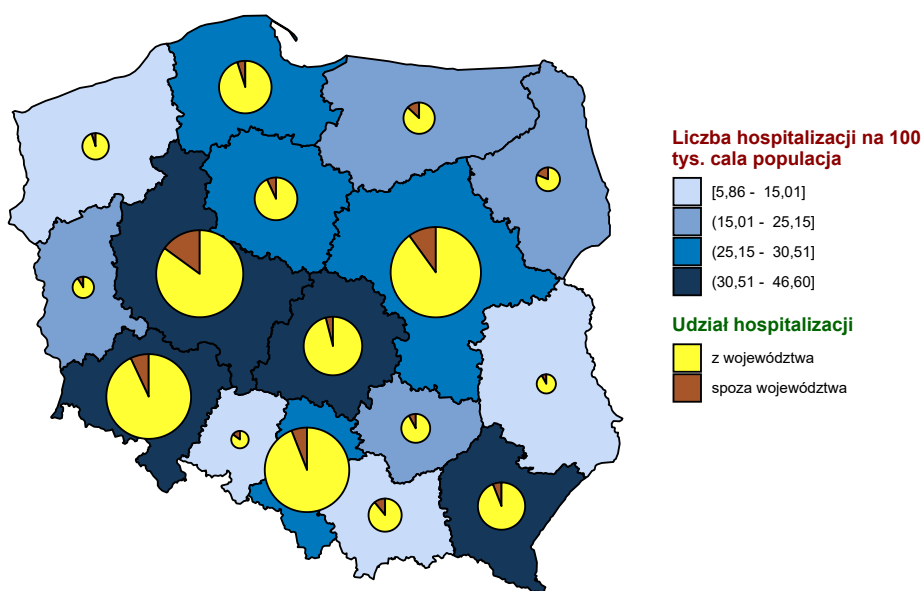 Liczba hospitalizacji na 100
tys. cala populacja
[5,86 - 15,01]
(15,01 - 25,15]
(25,15 - 30,51]
(30,51 - 46,60]
Udział hospitalizacji
z województwa
spoza województwa